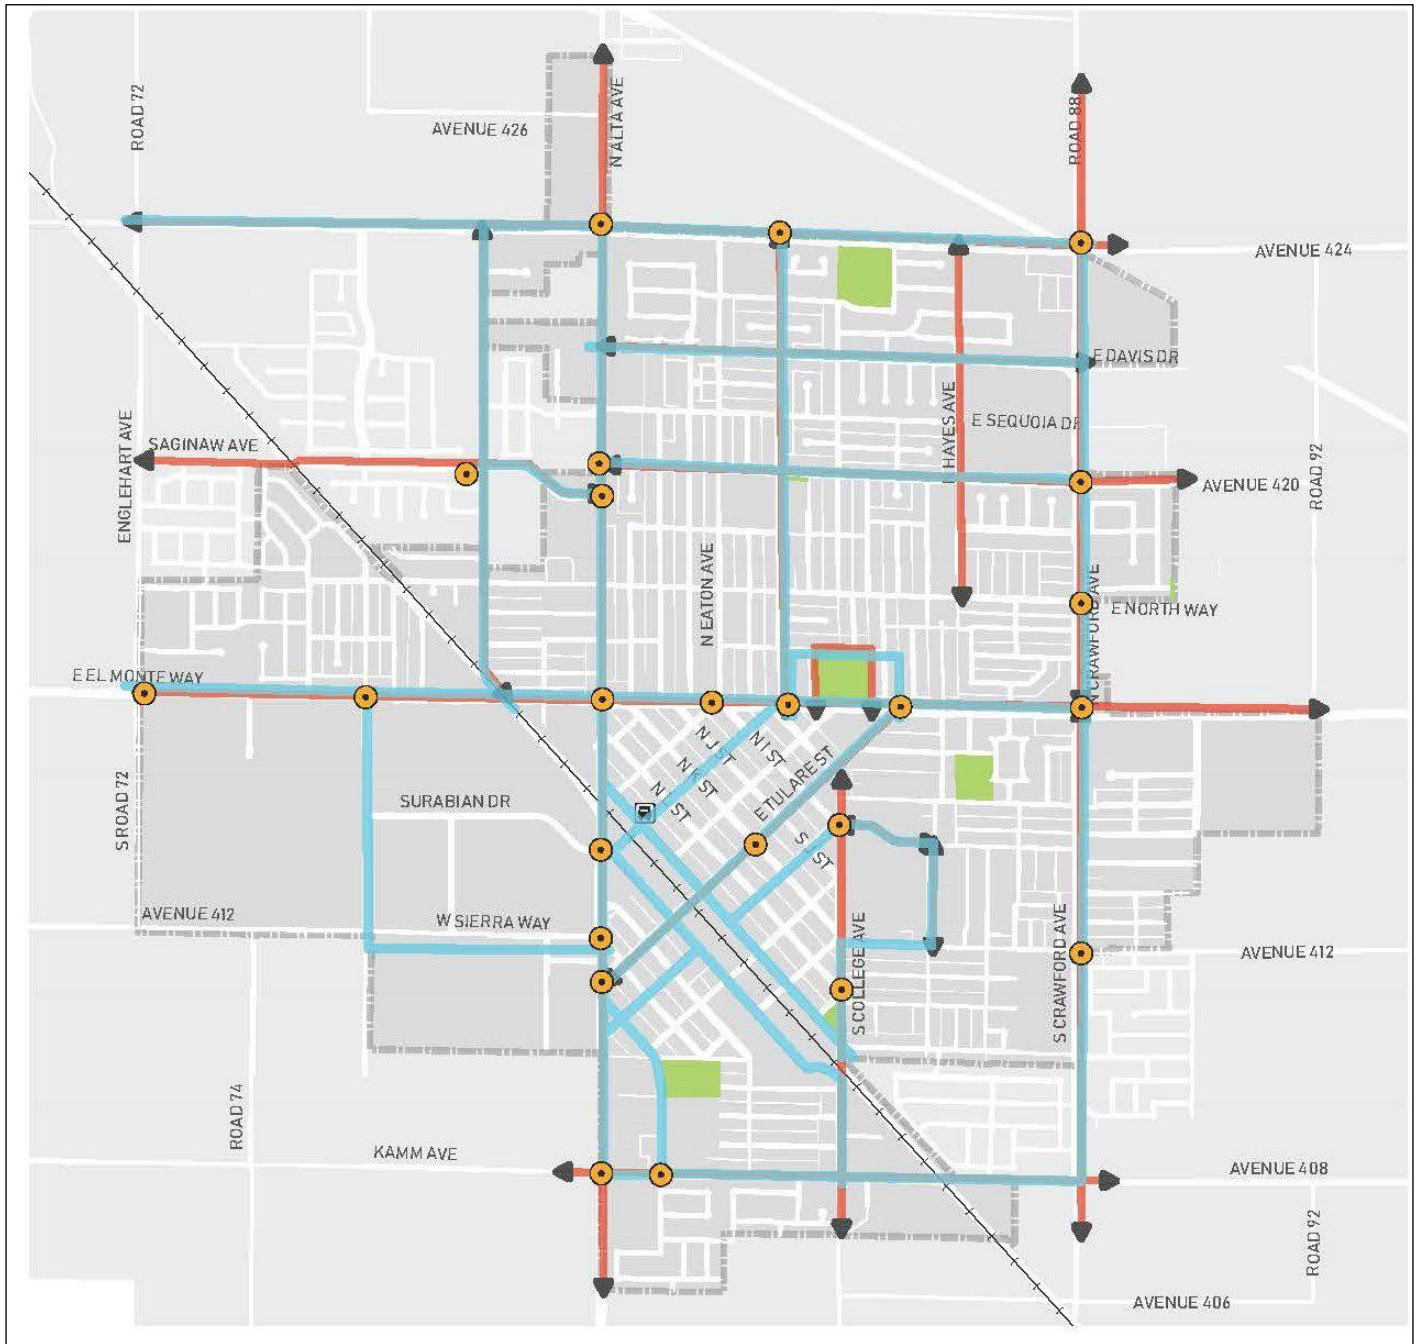 ROAD 72
AVENUE 426
N ALTA AVE
ROAD 88
AVENUE 424
E DAVIS DR
HAYES AVE
E SEQUOIA DR
SAGINAW AVE
ENGLEHART AVE
AVENUE 420
ROAD 92
N EATON AVE
N CRAWFORD AVE
E NORTH WAY
E EL MONTE WAY
N J ST
N I ST
N K ST
N ST
E TULARE ST
S ST
SURABIAN DR
S ROAD 72
AVENUE 412
W SIERRA WAY
S COLLEGE AVE
S CRAWFORD AVE
AVENUE 412
ROAD 74
KAMM AVE
AVENUE 408
ROAD 92
AVENUE 406